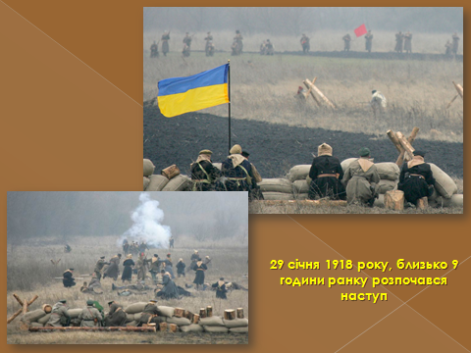 29 січня 1918 року, близько 9
години ранку розпочався
наступ